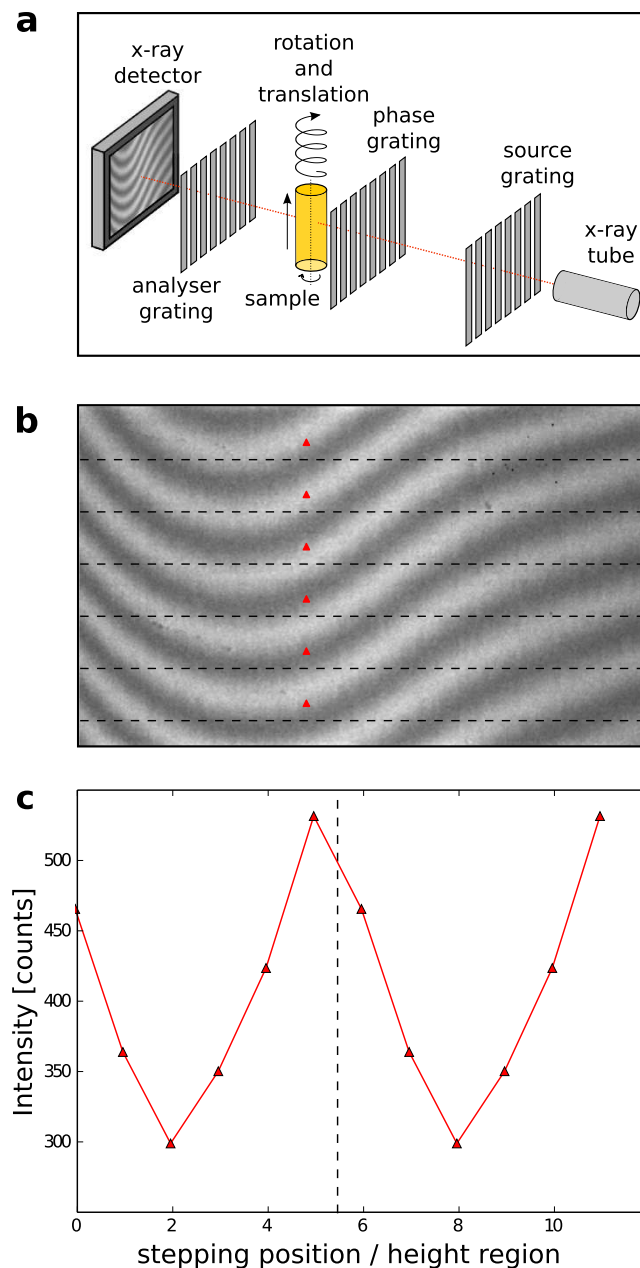 a
x-ray
detector
rotation
and
translation
phase
grating
source
grating
x-ray
tube
analyser
grating
sample
b
c
Intensity [counts]
500
450
400
350
300
0 2 4 6 8 10
stepping position / height region